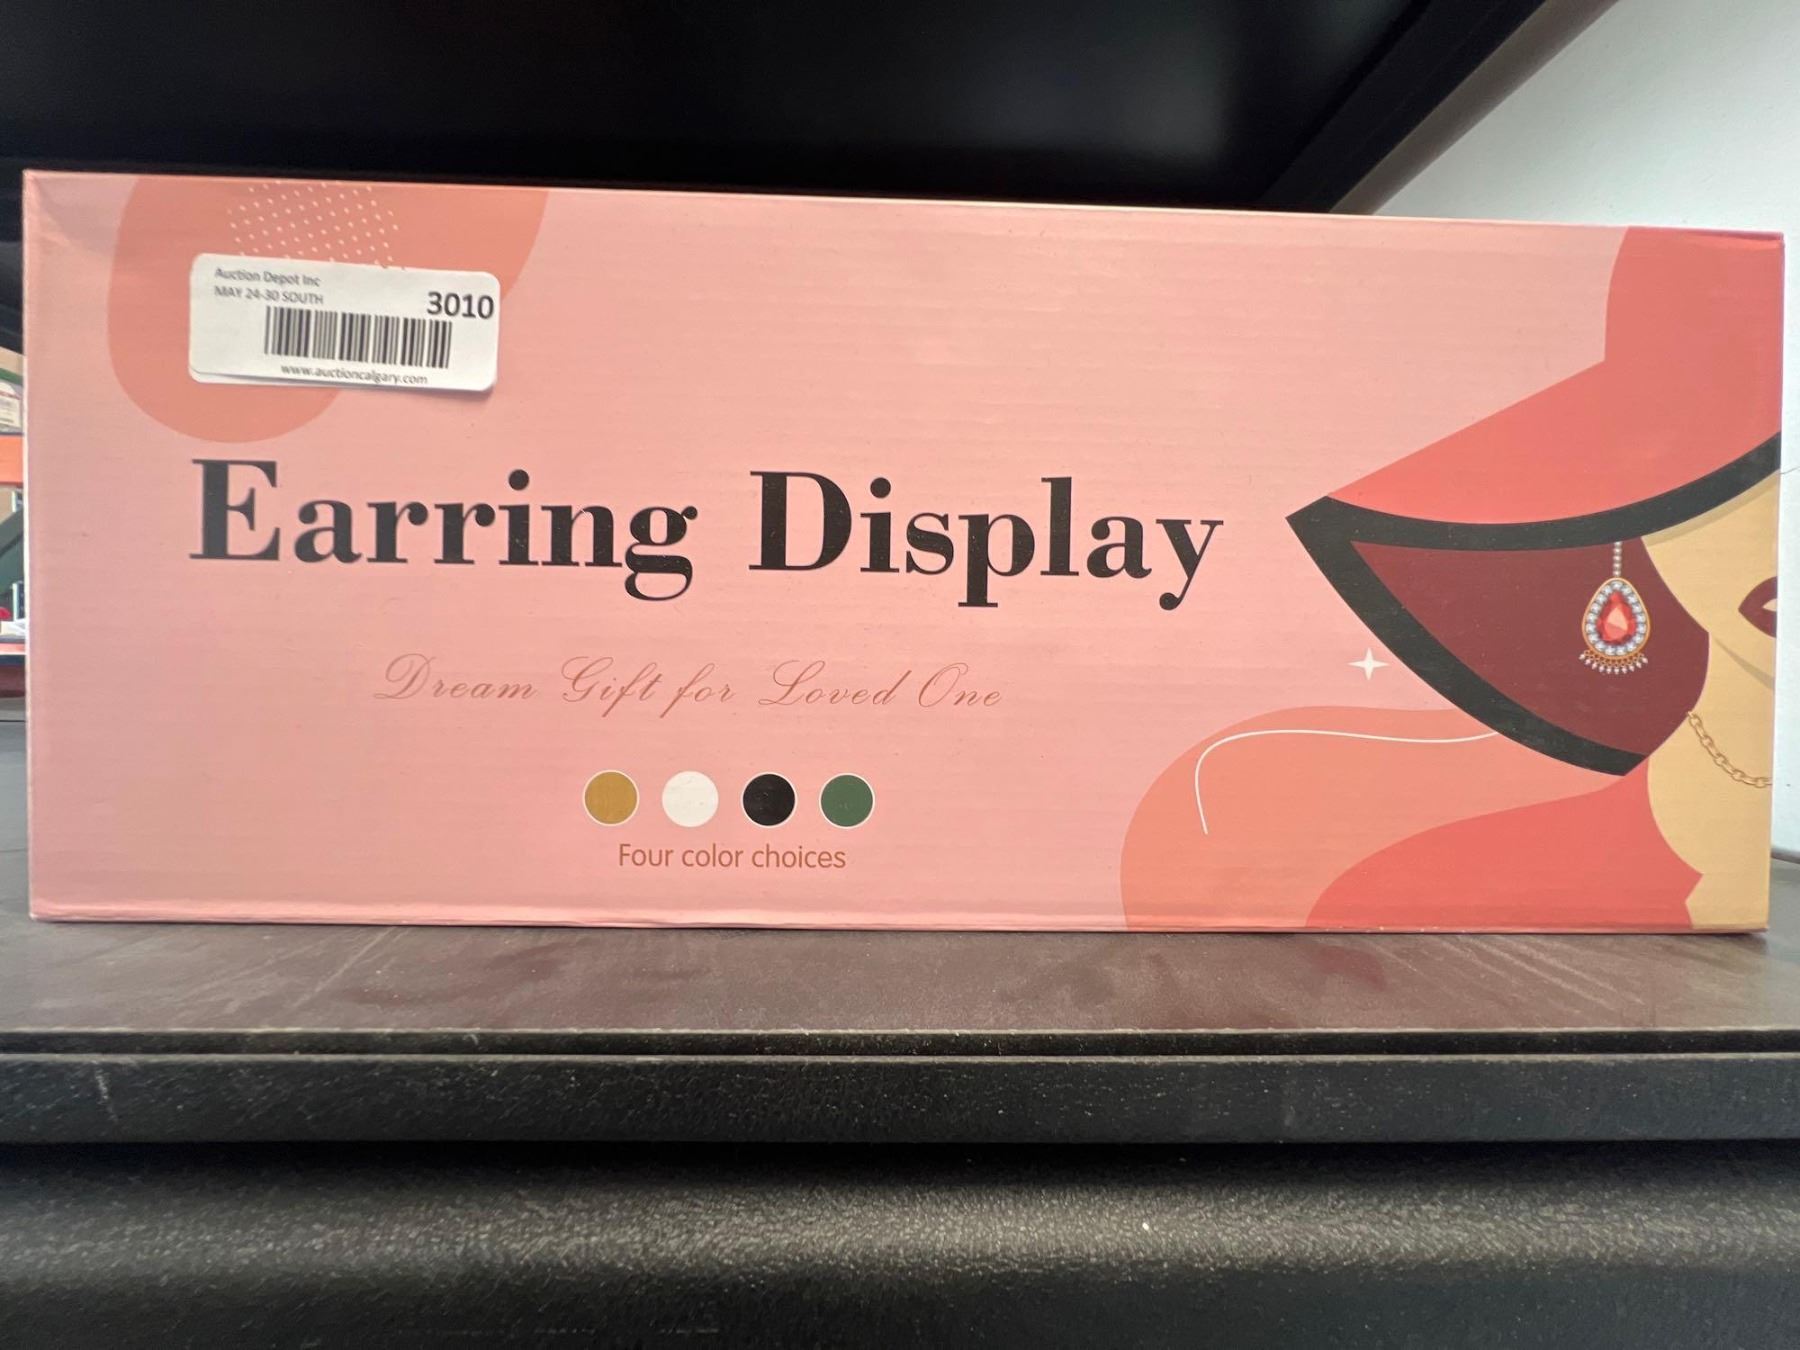 Auction Depot Inc
MAY 24-30 SOUTH
3010
www.auctioncalgary.com
Earring Display
Dream Gift for Loved One
Four color choices